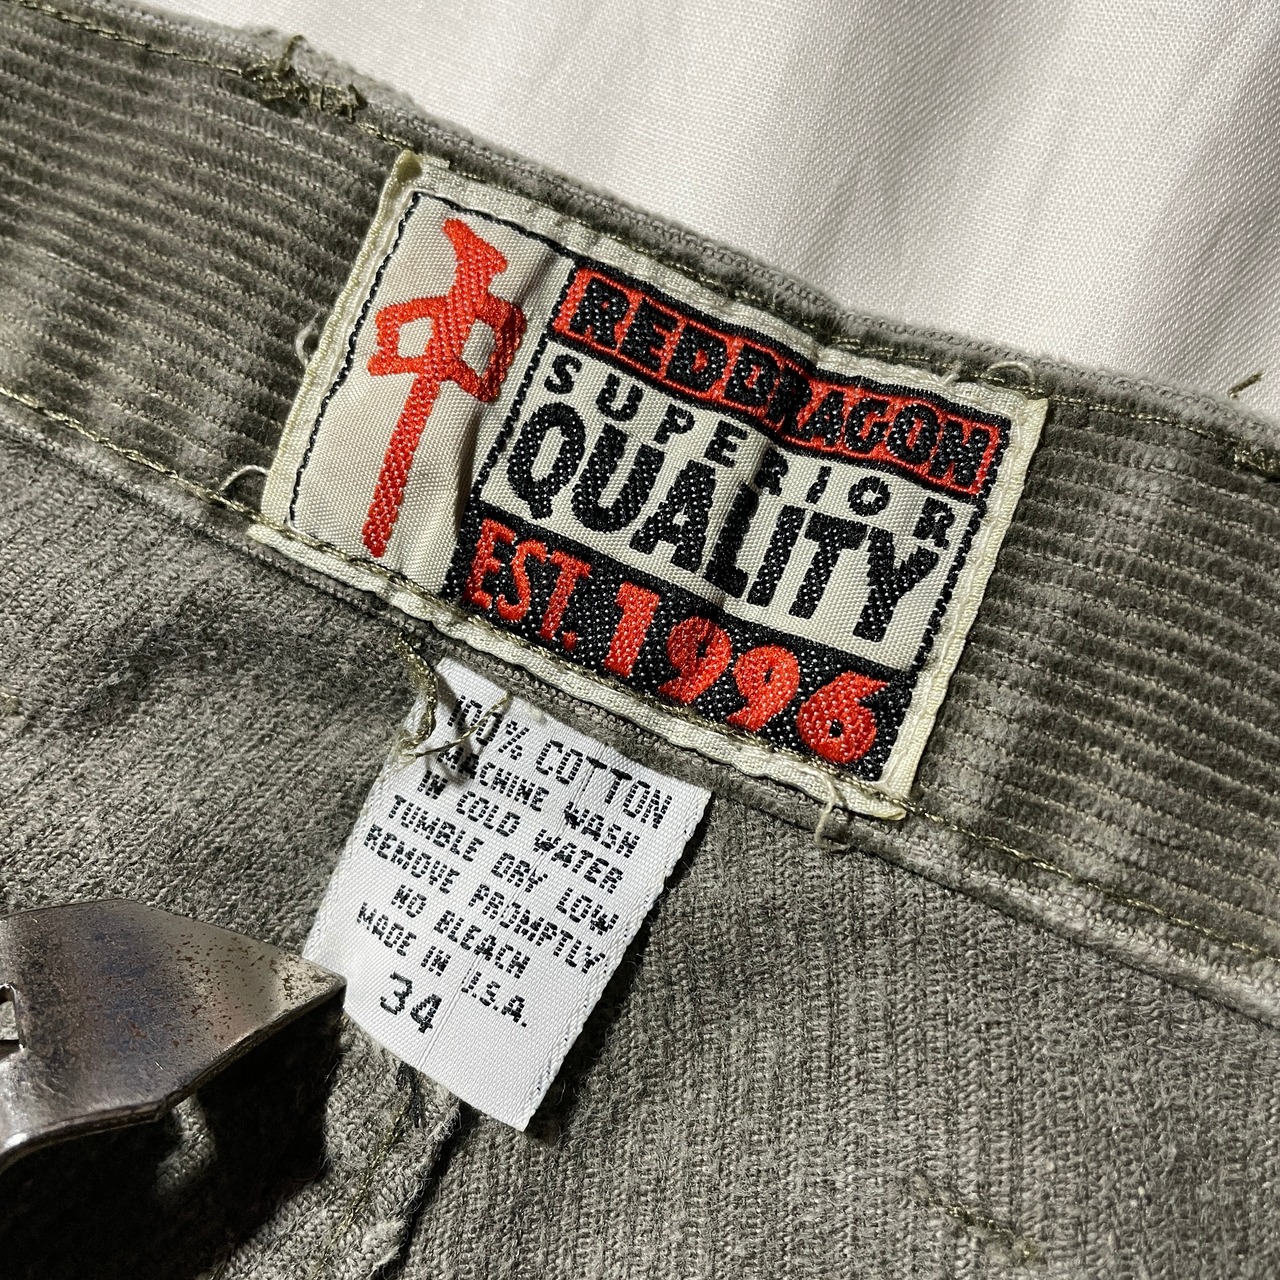 REDDRAGON
SUPERIOR
QUALITY
EST. 1996
100% COTTON
MACHINE WASH
IN COLD WATER
TUMBLE DRY LOW
REMOVE PROMPTLY
NO BLEACH
MADE IN U.S.A.
34